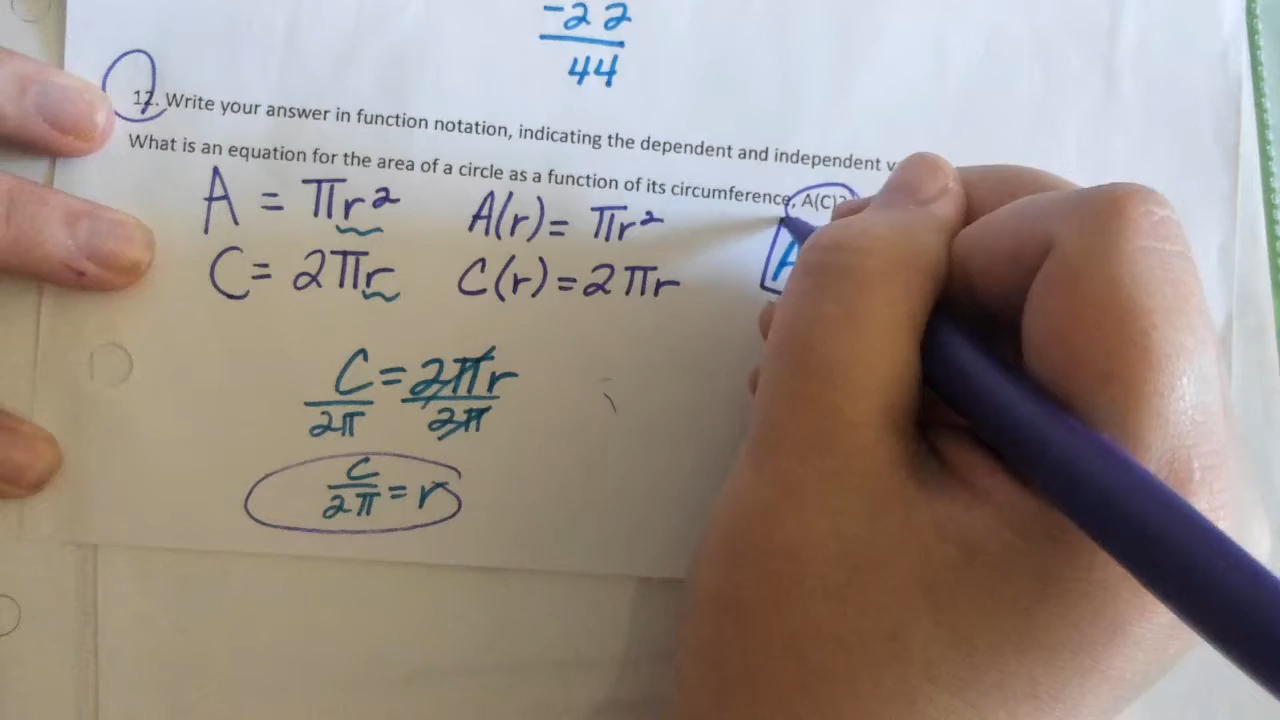 -22
44
12. Write your answer in function notation, indicating the dependent and independent
What is an equation for the area of a circle as a function of its circumference, A(C)?
A = πr² A(r) = πr²
C = 2πr C(r) = 2πr
A
C = 2πr
2π 2π
C
2π = r